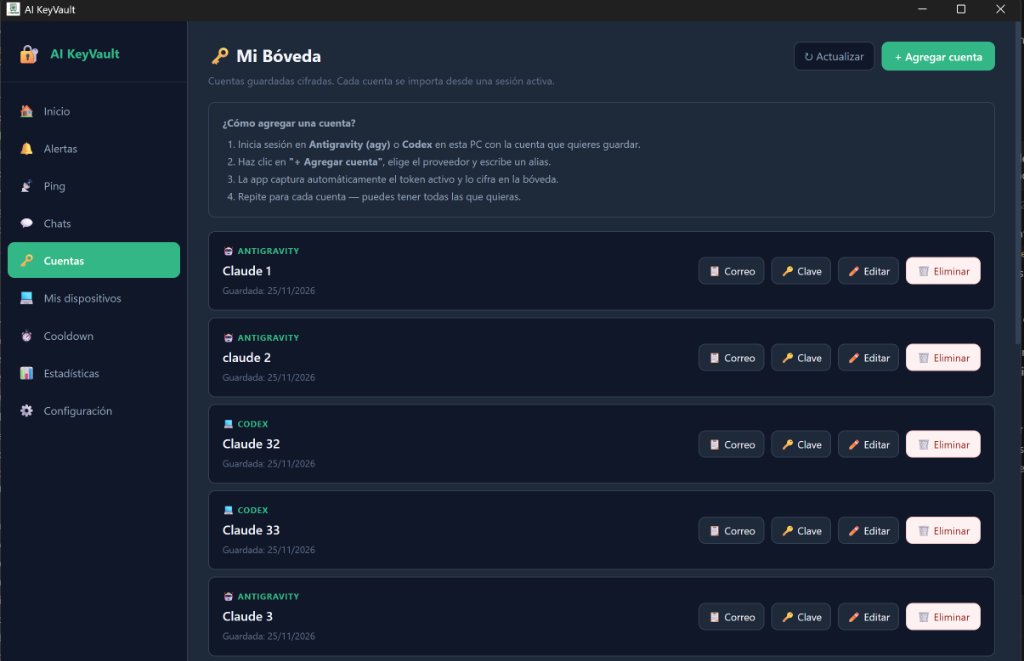 AI KeyVault
AI KeyVault
Inicio
Alertas
Ping
Chats
Cuentas
Mis dispositivos
Cooldown
Estadísticas
Configuración
Mi Bóveda
↻ Actualizar
+ Agregar cuenta
Cuentas guardadas cifradas. Cada cuenta se importa desde una sesión activa.
¿Cómo agregar una cuenta?
1. Inicia sesión en Antigravity (agy) o Codex en esta PC con la cuenta que quieres guardar.
2. Haz clic en "+ Agregar cuenta", elige el proveedor y escribe un alias.
3. La app captura automáticamente el token activo y lo cifra en la bóveda.
4. Repite para cada cuenta — puedes tener todas las que quieras.
ANTIGRAVITY
Claude 1
Guardada: 25/11/2026
Correo
Clave
Editar
Eliminar
ANTIGRAVITY
claude 2
Guardada: 25/11/2026
Correo
Clave
Editar
Eliminar
CODEX
Claude 32
Guardada: 25/11/2026
Correo
Clave
Editar
Eliminar
CODEX
Claude 33
Guardada: 25/11/2026
Correo
Clave
Editar
Eliminar
ANTIGRAVITY
Claude 3
Guardada: 25/11/2026
Correo
Clave
Editar
Eliminar